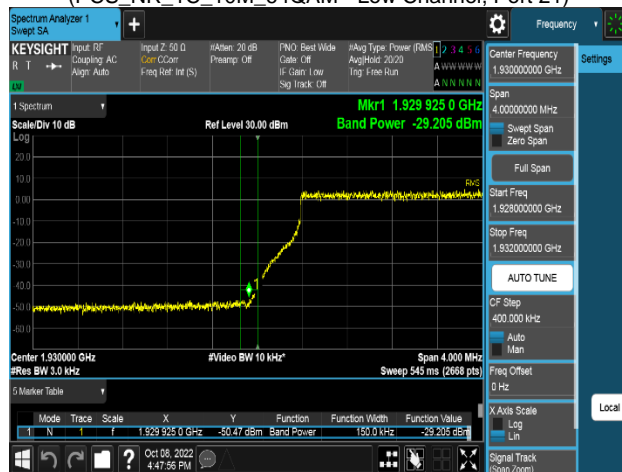 (PCS_NR_1C_10M_64QAM - Low Channel, Port 21)
Spectrum Analyzer 1
Swept SA
+
Frequency
KEYSIGHT
R T
LW
Input: RF
Coupling: AC
Align: Auto
Input Z: 50 Ω
Corr CCorr
Freq Ref: Int (S)
#Atten: 20 dB
Preamp: Off
PNO: Best Wide
Gate: Off
IF Gain: Low
Sig Track: Off
#Avg Type: Power (RMS)
Avg|Hold: 20/20
Trig: Free Run
1 2 3 4 5 6
A W W W W W
A N N N N N
1 Spectrum
Scale/Div 10 dB
Log
Ref Level 30.00 dBm
Mkr1 1.929 925 0 GHz
Band Power -29.205 dBm
20.0
10.0
0.00
-10.0
-20.0
-30.0
-40.0
-50.0
-60.0
RMS
1
Center 1.930000 GHz
#Res BW 3.0 kHz
#Video BW 10 kHz*
Span 4.000 MHz
Sweep 545 ms (2668 pts)
5 Marker Table
Mode Trace Scale X Y Function Function Width Function Value
1 N 1 f 1.929 925 0 GHz -50.47 dBm Band Power 150.0 kHz -29.205 dBm
Oct 08, 2022
4:47:56 PM
Center Frequency
1.930000000 GHz
Settings
Span
4.00000000 MHz
Swept Span
Zero Span
Full Span
Start Freq
1.928000000 GHz
Stop Freq
1.932000000 GHz
AUTO TUNE
CF Step
400.000 kHz
Auto
Man
Freq Offset
0 Hz
X Axis Scale
Log
Lin
Local
Signal Track
(Span Zoom)